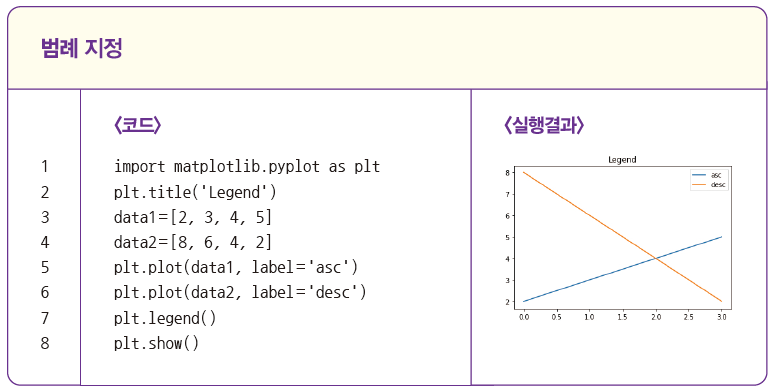 범례 지정
〈코드〉
1 import matplotlib.pyplot as plt
2 plt.title('Legend')
3 data1=[2, 3, 4, 5]
4 data2=[8, 6, 4, 2]
5 plt.plot(data1, label='asc')
6 plt.plot(data2, label='desc')
7 plt.legend()
8 plt.show()
〈실행결과〉
Legend
asc
desc
8
7
6
5
4
3
2
0.0 0.5 1.0 1.5 2.0 2.5 3.0